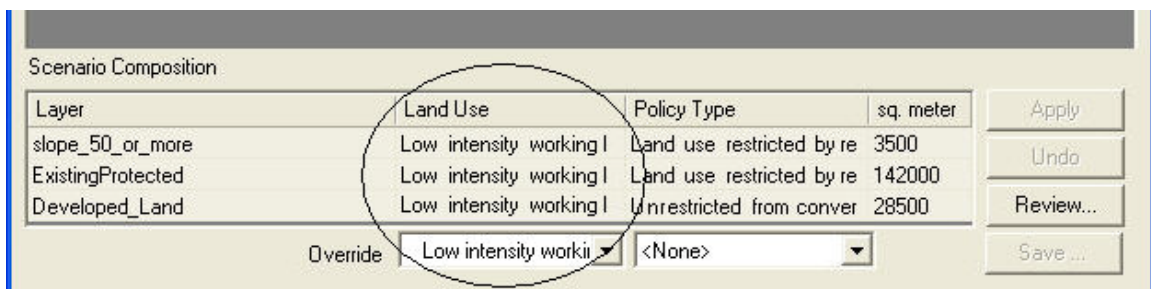 Scenario Composition
Layer Land Use Policy Type sq. meter Apply
slope_50_or_more Low intensity working l Land use restricted by re 3500
Undo
ExistingProtected Low intensity working l Land use restricted by re 142000
Developed_Land Low intensity working l Unrestricted from conver 28500 Review...
Override Low intensity workii <None> Save ...